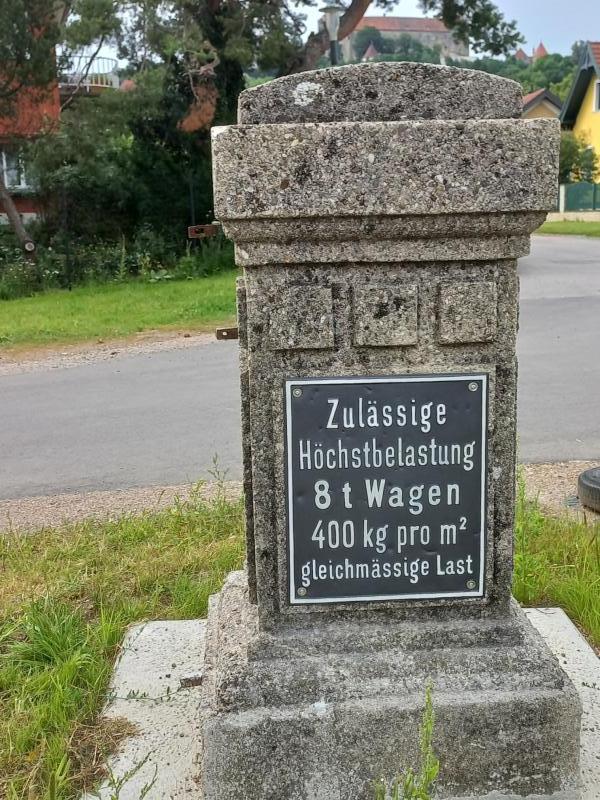 Zulässige
Höchstbelastung
8 t Wagen
400 kg pro m²
gleichmässige Last